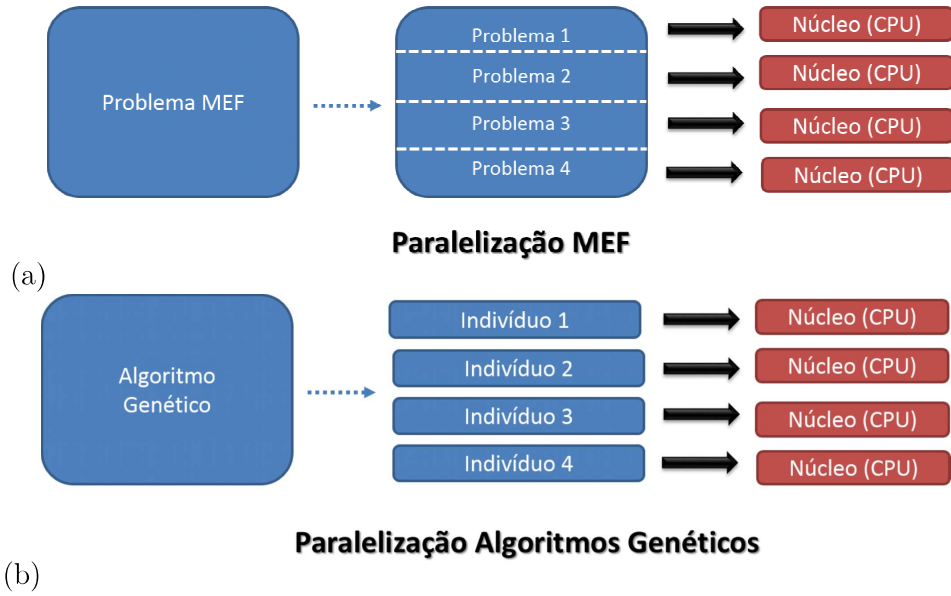 Problema MEF
Problema 1
Problema 2
Problema 3
Problema 4
Núcleo (CPU)
Núcleo (CPU)
Núcleo (CPU)
Núcleo (CPU)
Paralelização MEF
(a)
Algoritmo
Genético
Indivíduo 1
Indivíduo 2
Indivíduo 3
Indivíduo 4
Núcleo (CPU)
Núcleo (CPU)
Núcleo (CPU)
Núcleo (CPU)
Paralelização Algoritmos Genéticos
(b)